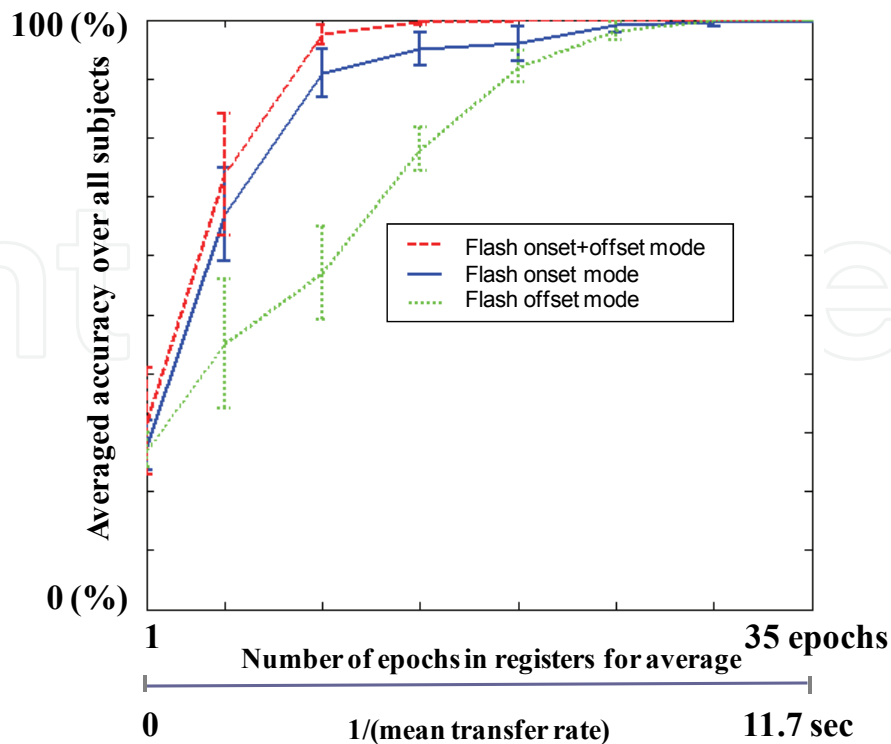 100 (%)
Averaged accuracy over all subjects
Flash onset+offset mode
Flash onset mode
Flash offset mode
0 (%)
1
35 epochs
Number of epochs in registers for average
0
1/(mean transfer rate)
11.7 sec